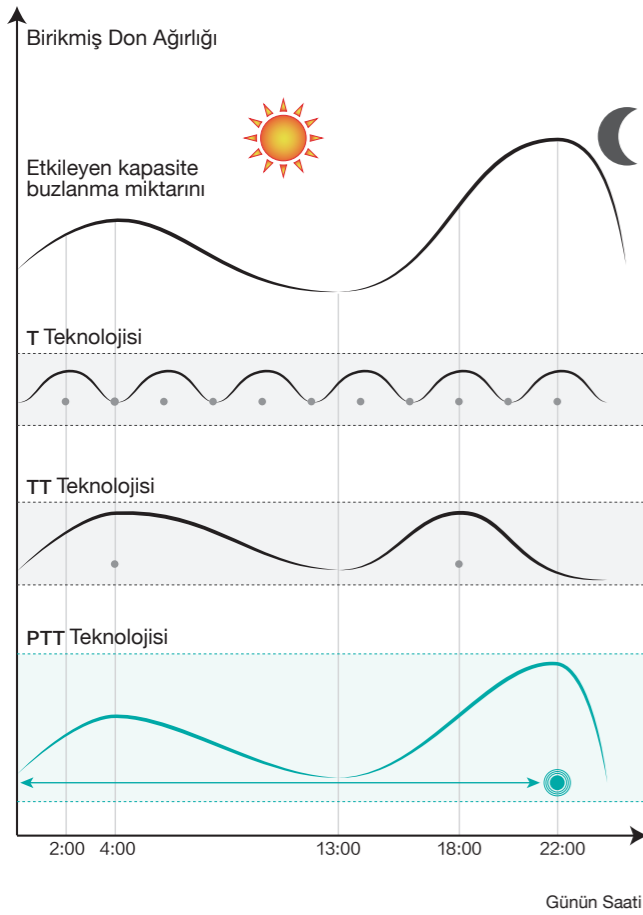 Birikmiş Don Ağırlığı
Etkileyen kapasite
buzlanma miktarını
T Teknolojisi
TT Teknolojisi
PTT Teknolojisi
2:00 4:00 13:00 18:00 22:00
Günün Saati